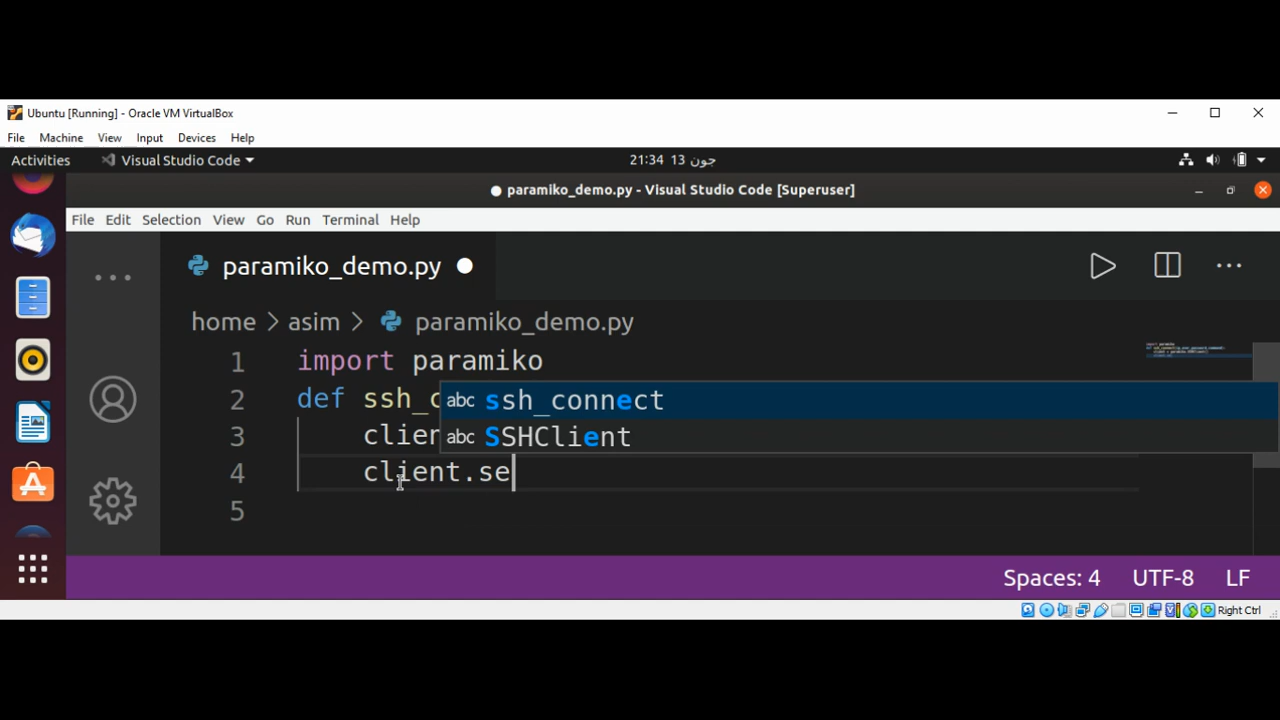 Ubuntu [Running] - Oracle VM VirtualBox
File Machine View Input Devices Help
Activities Visual Studio Code 21:34 13 جون
paramiko_demo.py - Visual Studio Code [Superuser]
File Edit Selection View Go Run Terminal Help
paramiko_demo.py
home > asim > paramiko_demo.py
1 import paramiko
2 def ssh_c
abc ssh_connect
3 clien
abc SSHClient
4 client.se
5
Spaces: 4 UTF-8 LF
Right Ctrl